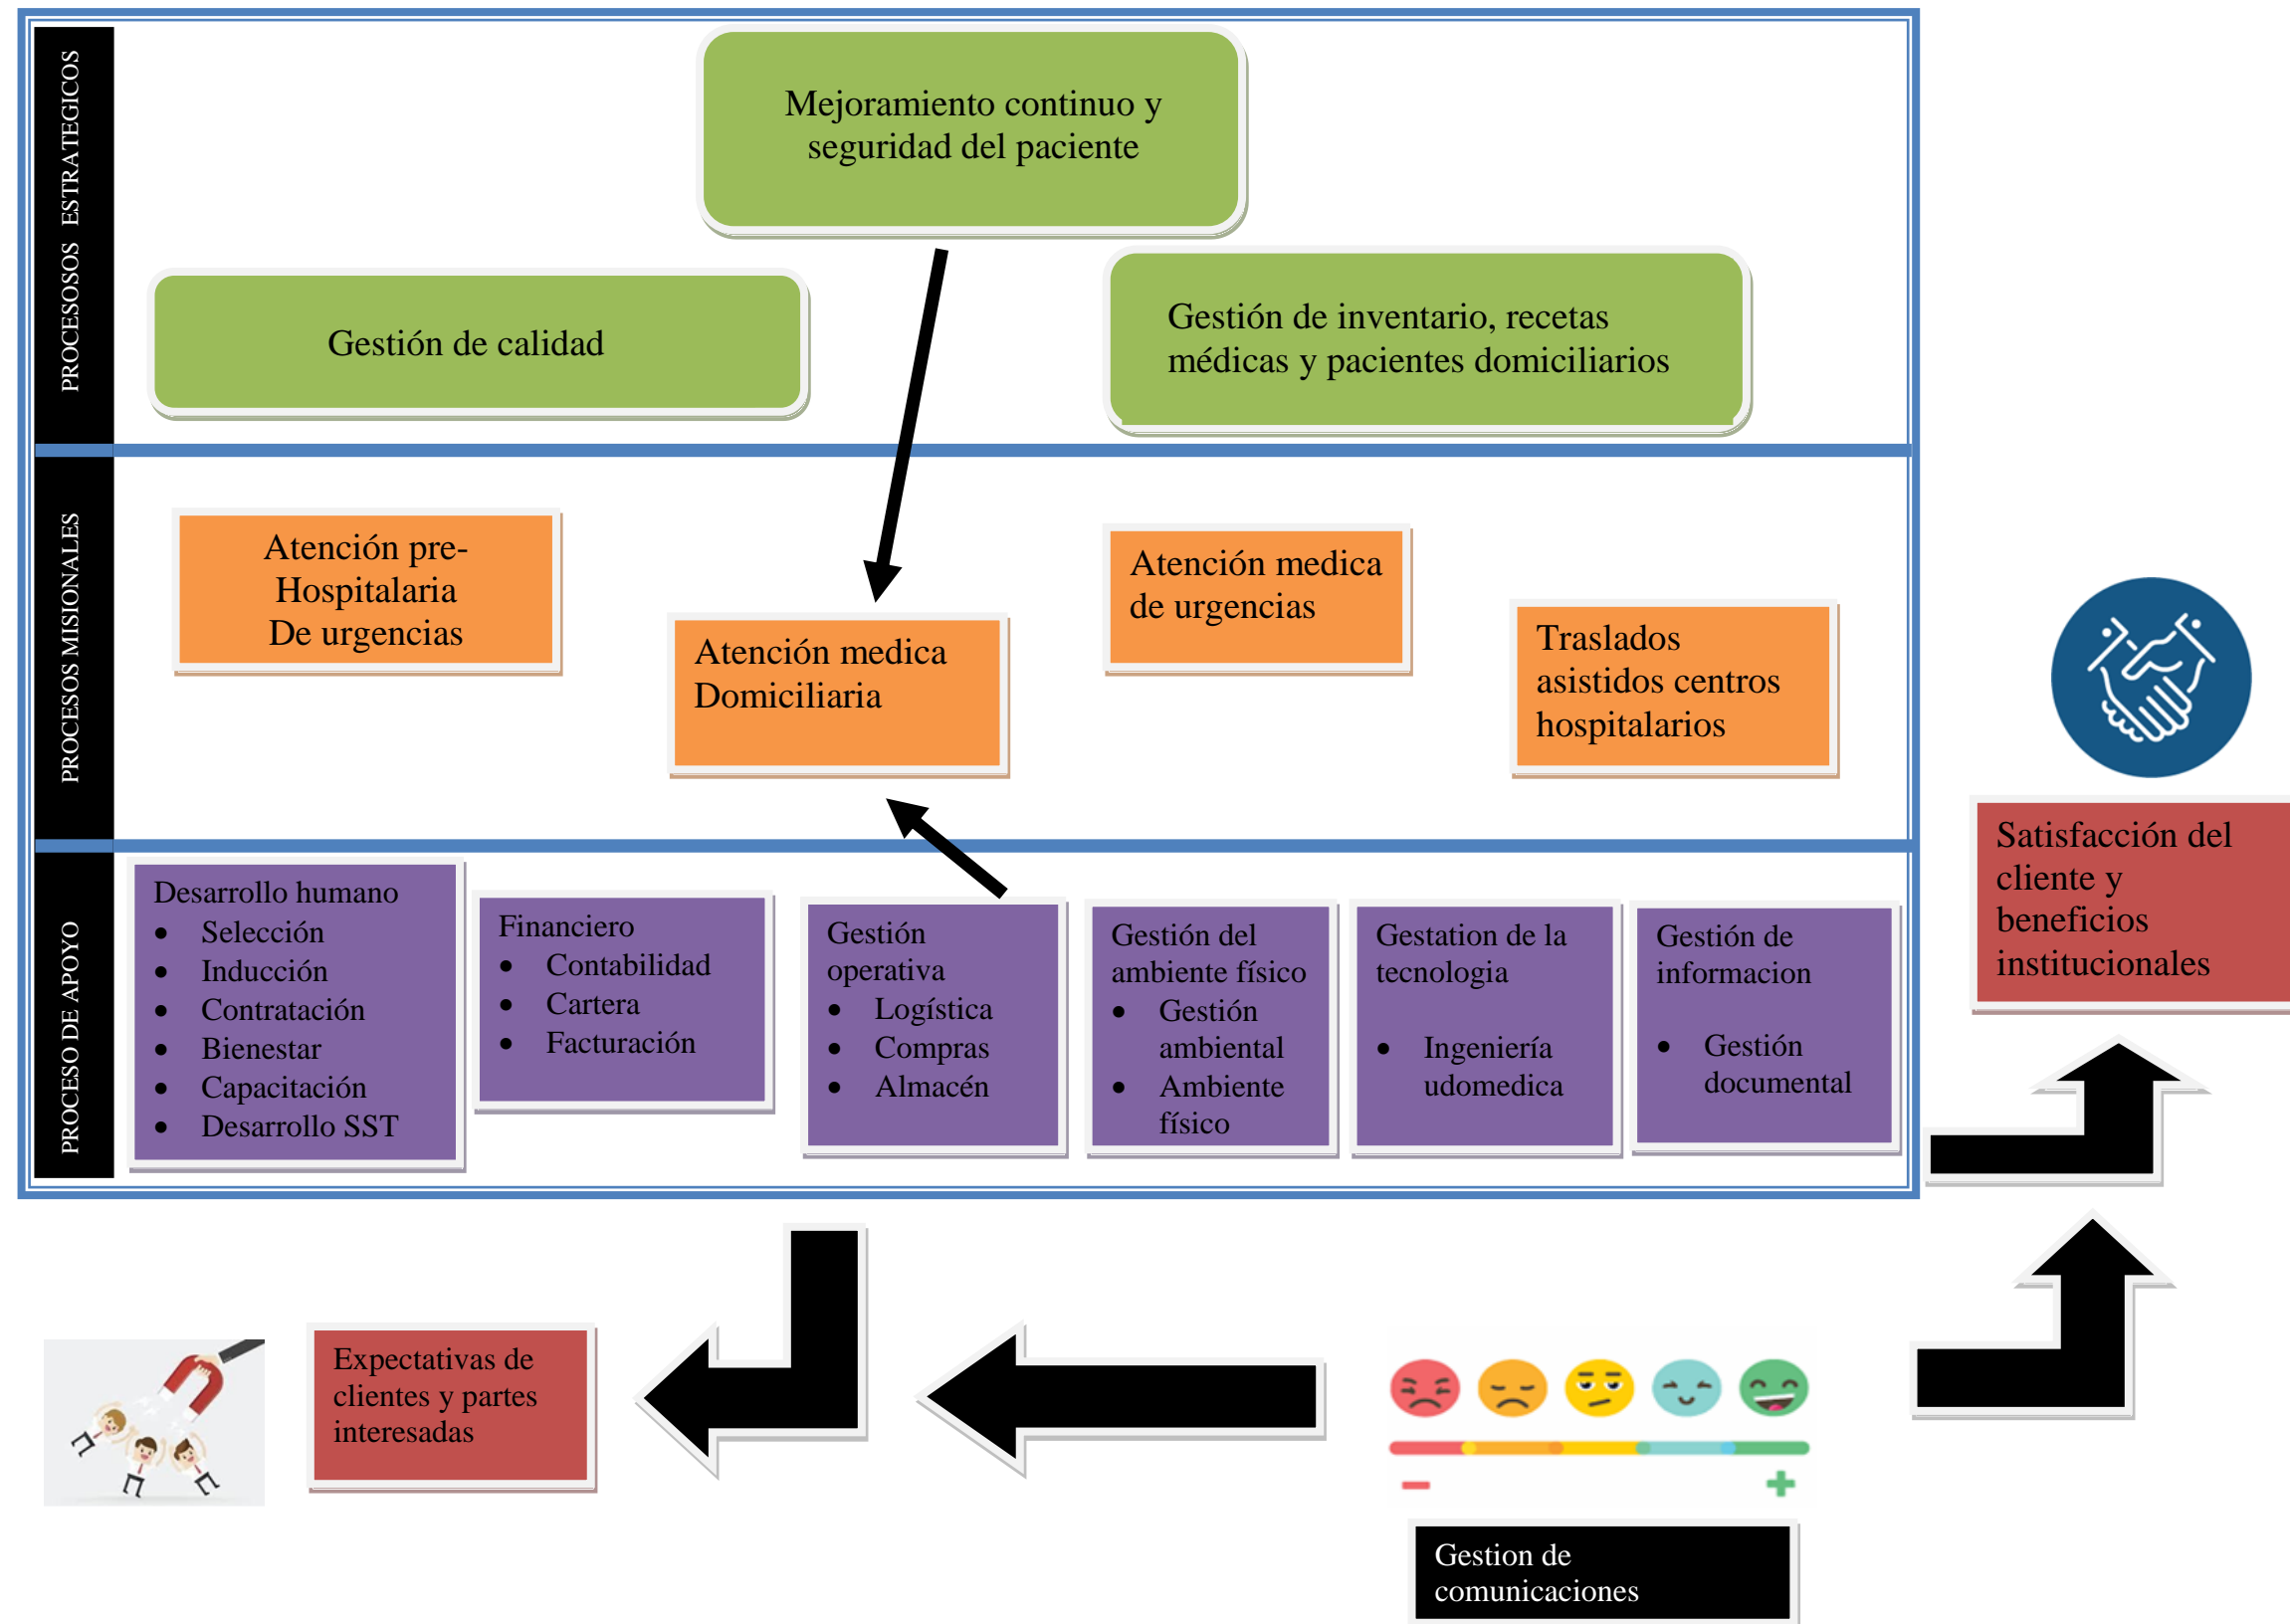 PROCESOSOS ESTRATEGICOS
Mejoramiento continuo y
seguridad del paciente
Gestión de calidad
Gestión de inventario, recetas
médicas y pacientes domiciliarios
PROCESOS MISIONALES
Atención pre-
Hospitalaria
De urgencias
Atención medica
Domiciliaria
Atención medica
de urgencias
Traslados
asistidos centros
hospitalarios
PROCESO DE APOYO
Desarrollo humano
• Selección
• Inducción
• Contratación
• Bienestar
• Capacitación
• Desarrollo SST
Financiero
• Contabilidad
• Cartera
• Facturación
Gestión
operativa
• Logística
• Compras
• Almacén
Gestión del
ambiente físico
• Gestión
ambiental
• Ambiente
físico
Gestation de la
tecnologia
• Ingeniería
udomedica
Gestión de
informacion
• Gestión
documental
Satisfacción del
cliente y
beneficios
institucionales
Expectativas de
clientes y partes
interesadas
Gestion de
comunicaciones